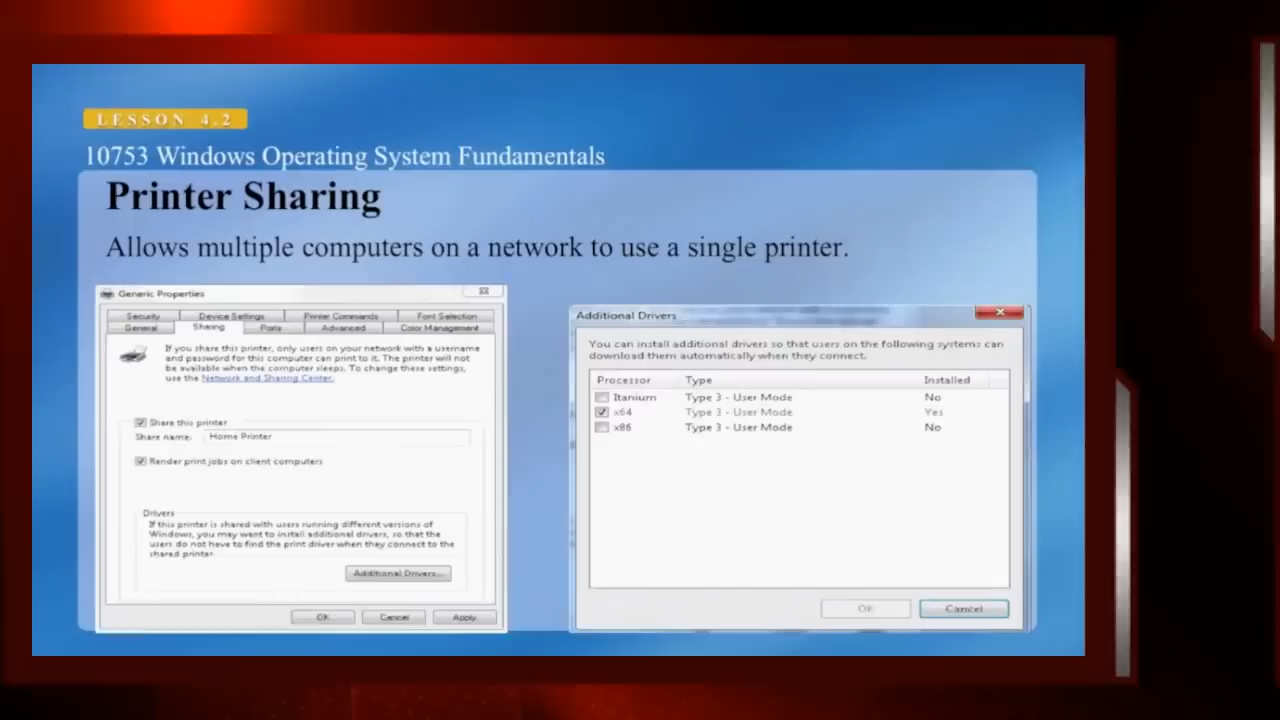 LESSON 4.2
10753 Windows Operating System Fundamentals
Printer Sharing
Allows multiple computers on a network to use a single printer.
Generic Properties
Security Device Settings Printer Commands Font Selection
General Sharing Ports Advanced Color Management
If you share this printer, only users on your network with a username
and password for this computer can print to it. The printer will not
be available when the computer sleeps. To change these settings,
use the Network and Sharing Center.
Share this printer
Share name: Home Printer
Render print jobs on client computers
Drivers
If this printer is shared with users running different versions of
Windows, you may want to install additional drivers, so that the
users do not have to find the print driver when they connect to the
shared printer.
Additional Drivers...
OK Cancel Apply
Additional Drivers
You can install additional drivers so that users on the following systems can
download them automatically when they connect.
Processor Type Installed
Itanium Type 3 - User Mode No
x64 Type 3 - User Mode Yes
x86 Type 3 - User Mode No
OK Cancel